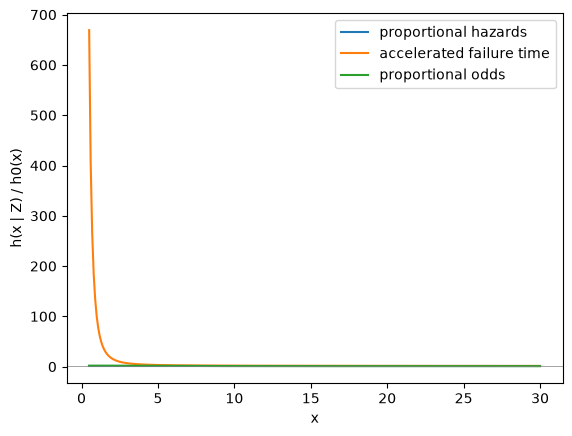 700
600
500
400
300
200
100
0
h(x | Z) / h0(x)
proportional hazards
accelerated failure time
proportional odds
0 5 10 15 20 25 30
x